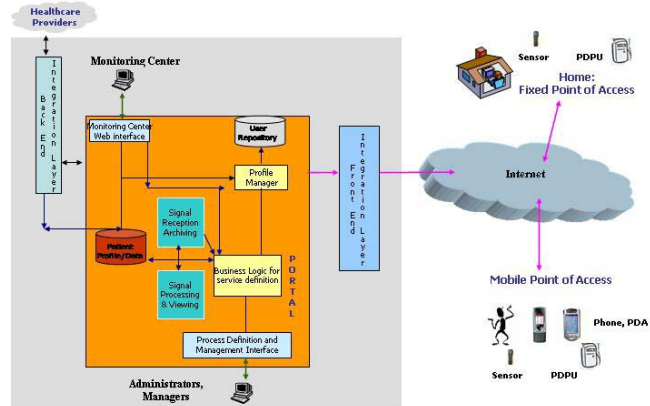 Healthcare
Providers
Monitoring Center
Integration Layer
Back End
Monitoring Center
Web interface
User
Repository
Profile
Manager
Signal
Reception
Archiving
Patient
Profile/Data
Business Logic for
service definition
Signal
Processing
& Viewing
PORTAL
Process Definition and
Management Interface
Administrators,
Managers
Integration Layer
Front End
Sensor
PDPU
Home:
Fixed Point of Access
Internet
Mobile Point of Access
Phone, PDA
Sensor
PDPU